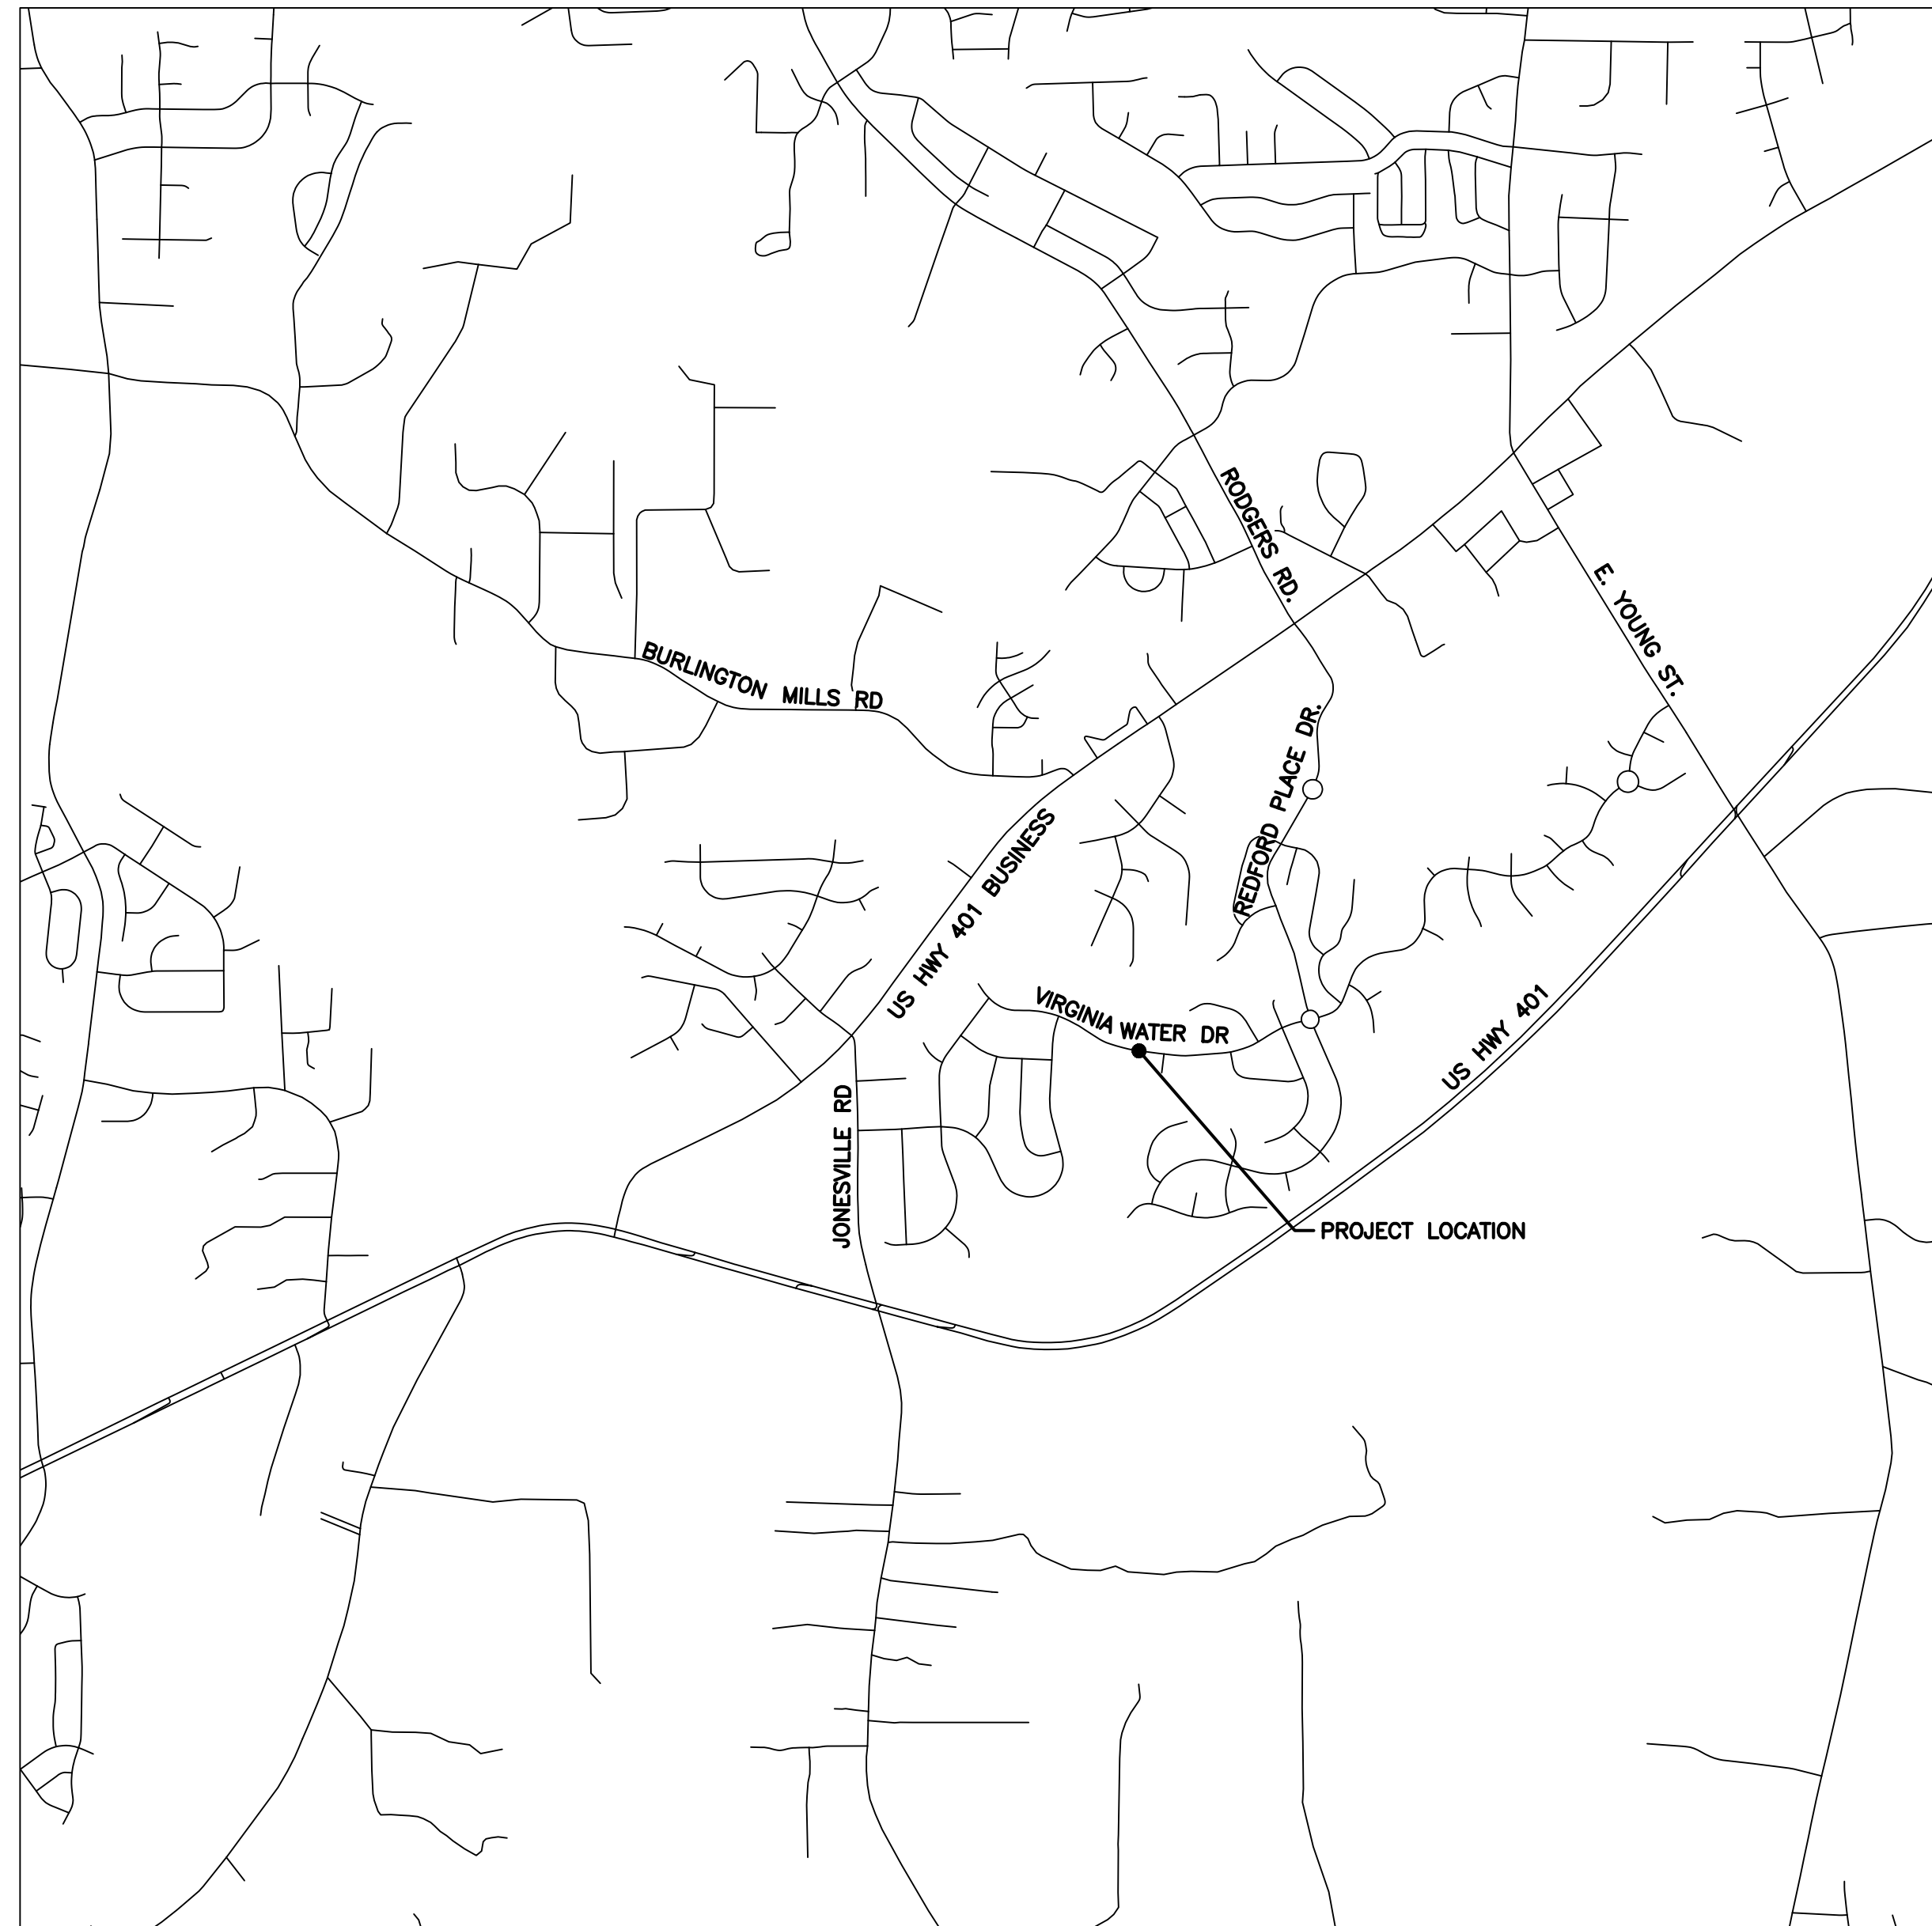 RODGERS RD.
E. YOUNG ST.
BURLINGTON MILLS RD
REDFORD PLACE DR.
US HWY 401 BUSINESS
VIRGINIA WATER DR
US HWY 401
JONESVILLE RD
PROJECT LOCATION